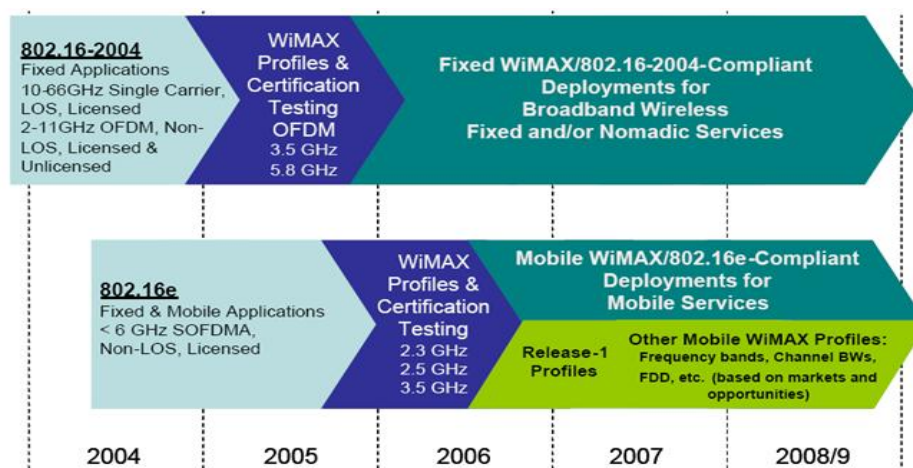 802.16-2004
Fixed Applications
10-66GHz Single Carrier,
LOS, Licensed
2-11GHz OFDM, Non-
LOS, Licensed &
Unlicensed
WiMAX
Profiles &
Certification
Testing
OFDM
3.5 GHz
5.8 GHz
Fixed WiMAX/802.16-2004-Compliant
Deployments for
Broadband Wireless
Fixed and/or Nomadic Services
802.16e
Fixed & Mobile Applications
< 6 GHz SOFDMA,
Non-LOS, Licensed
WiMAX
Profiles &
Certification
Testing
2.3 GHz
2.5 GHz
3.5 GHz
Mobile WiMAX/802.16e-Compliant
Deployments for
Mobile Services
Release-1
Profiles
Other Mobile WiMAX Profiles:
Frequency bands, Channel BWs,
FDD, etc. (based on markets and
opportunities)
2004 2005 2006 2007 2008/9